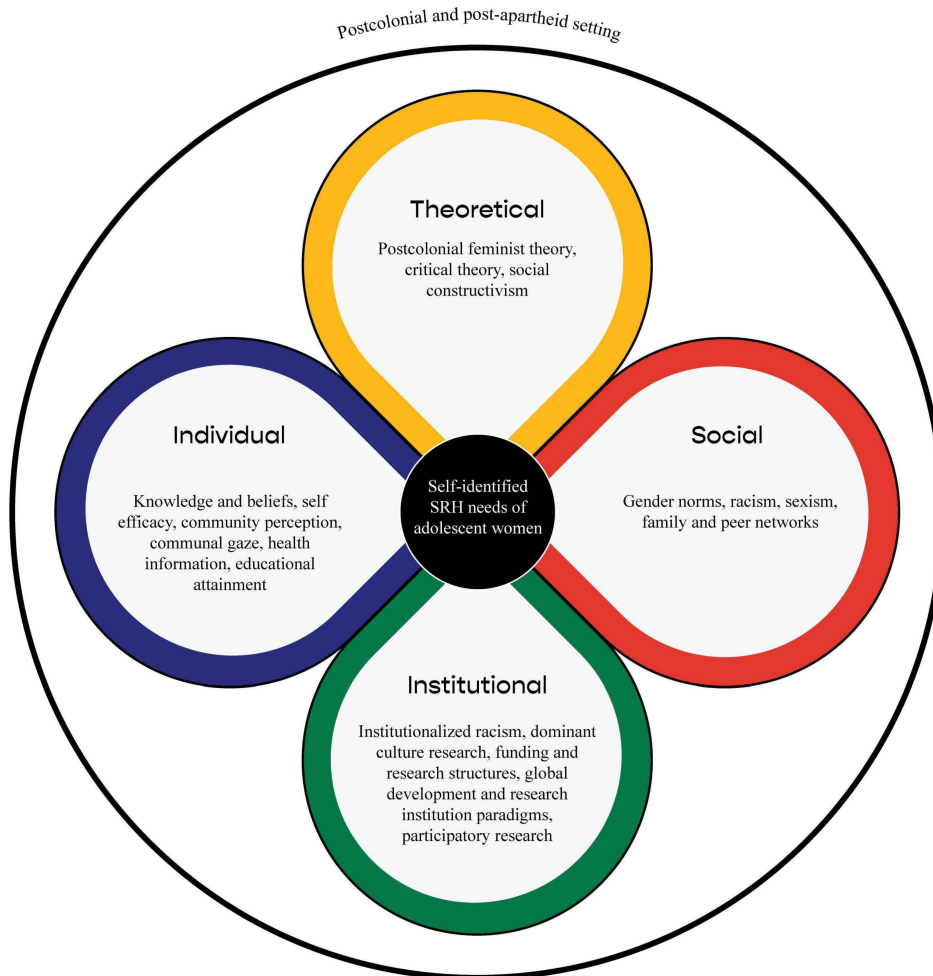 Postcolonial and post-apartheid setting
Theoretical
Postcolonial feminist theory,
critical theory, social
constructivism
Individual
Knowledge and beliefs, self
efficacy, community perception,
communal gaze, health
information, educational
attainment
Self-identified
SRH needs of
adolescent women
Social
Gender norms, racism, sexism,
family and peer networks
Institutional
Institutionalized racism, dominant
culture research, funding and
research structures, global
development and research
institution paradigms,
participatory research